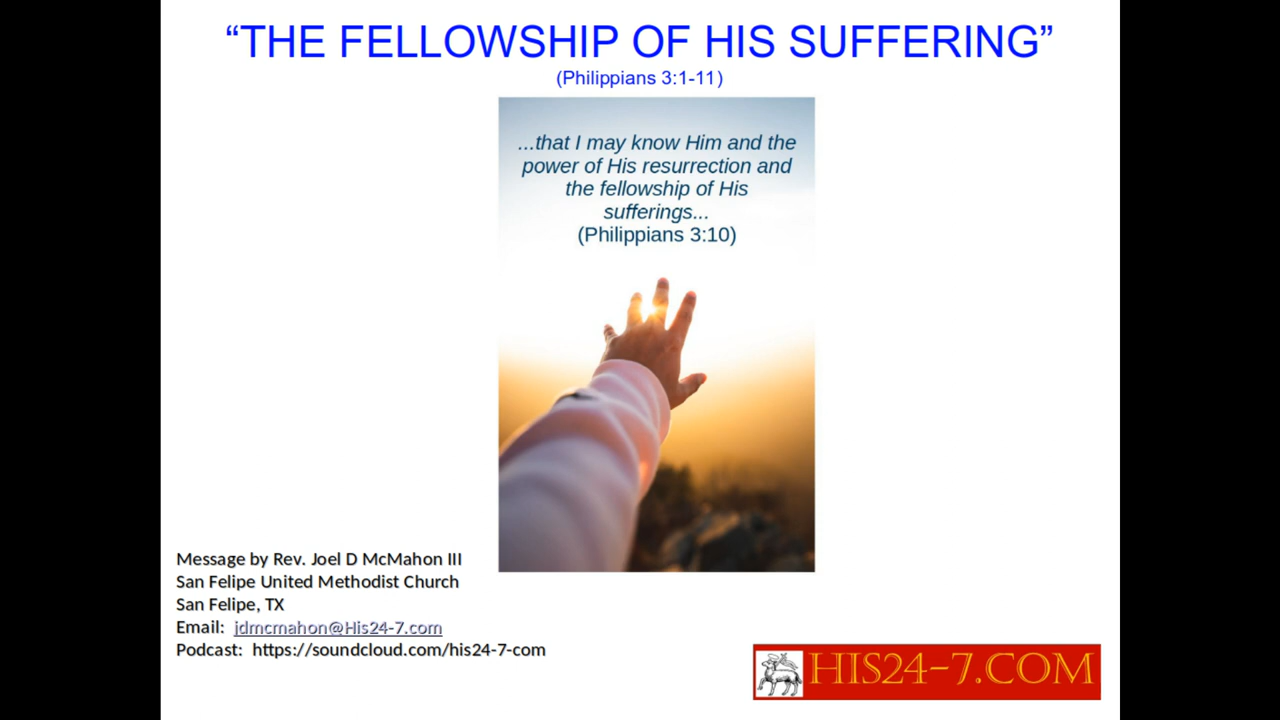 “THE FELLOWSHIP OF HIS SUFFERING”
(Philippians 3:1-11)
...that I may know Him and the
power of His resurrection and
the fellowship of His
sufferings...
(Philippians 3:10)
Message by Rev. Joel D McMahon III
San Felipe United Methodist Church
San Felipe, TX
Email: jdmcmahon@His24-7.com
Podcast: https://soundcloud.com/his24-7-com
HIS24-7.COM